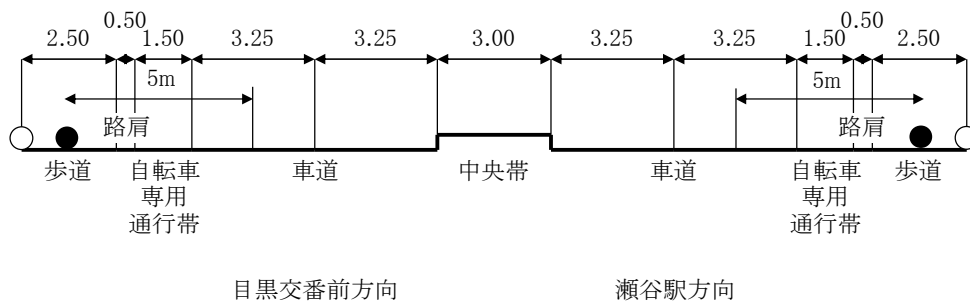 0.50 0.50
2.50 1.50 3.25 3.25 3.00 3.25 3.25 1.50 2.50
5m 5m
路肩 路肩
歩道 自転車 車道 中央帯 車道 自転車 歩道
専用 専用
通行帯 通行帯
目黒交番前方向 瀬谷駅方向